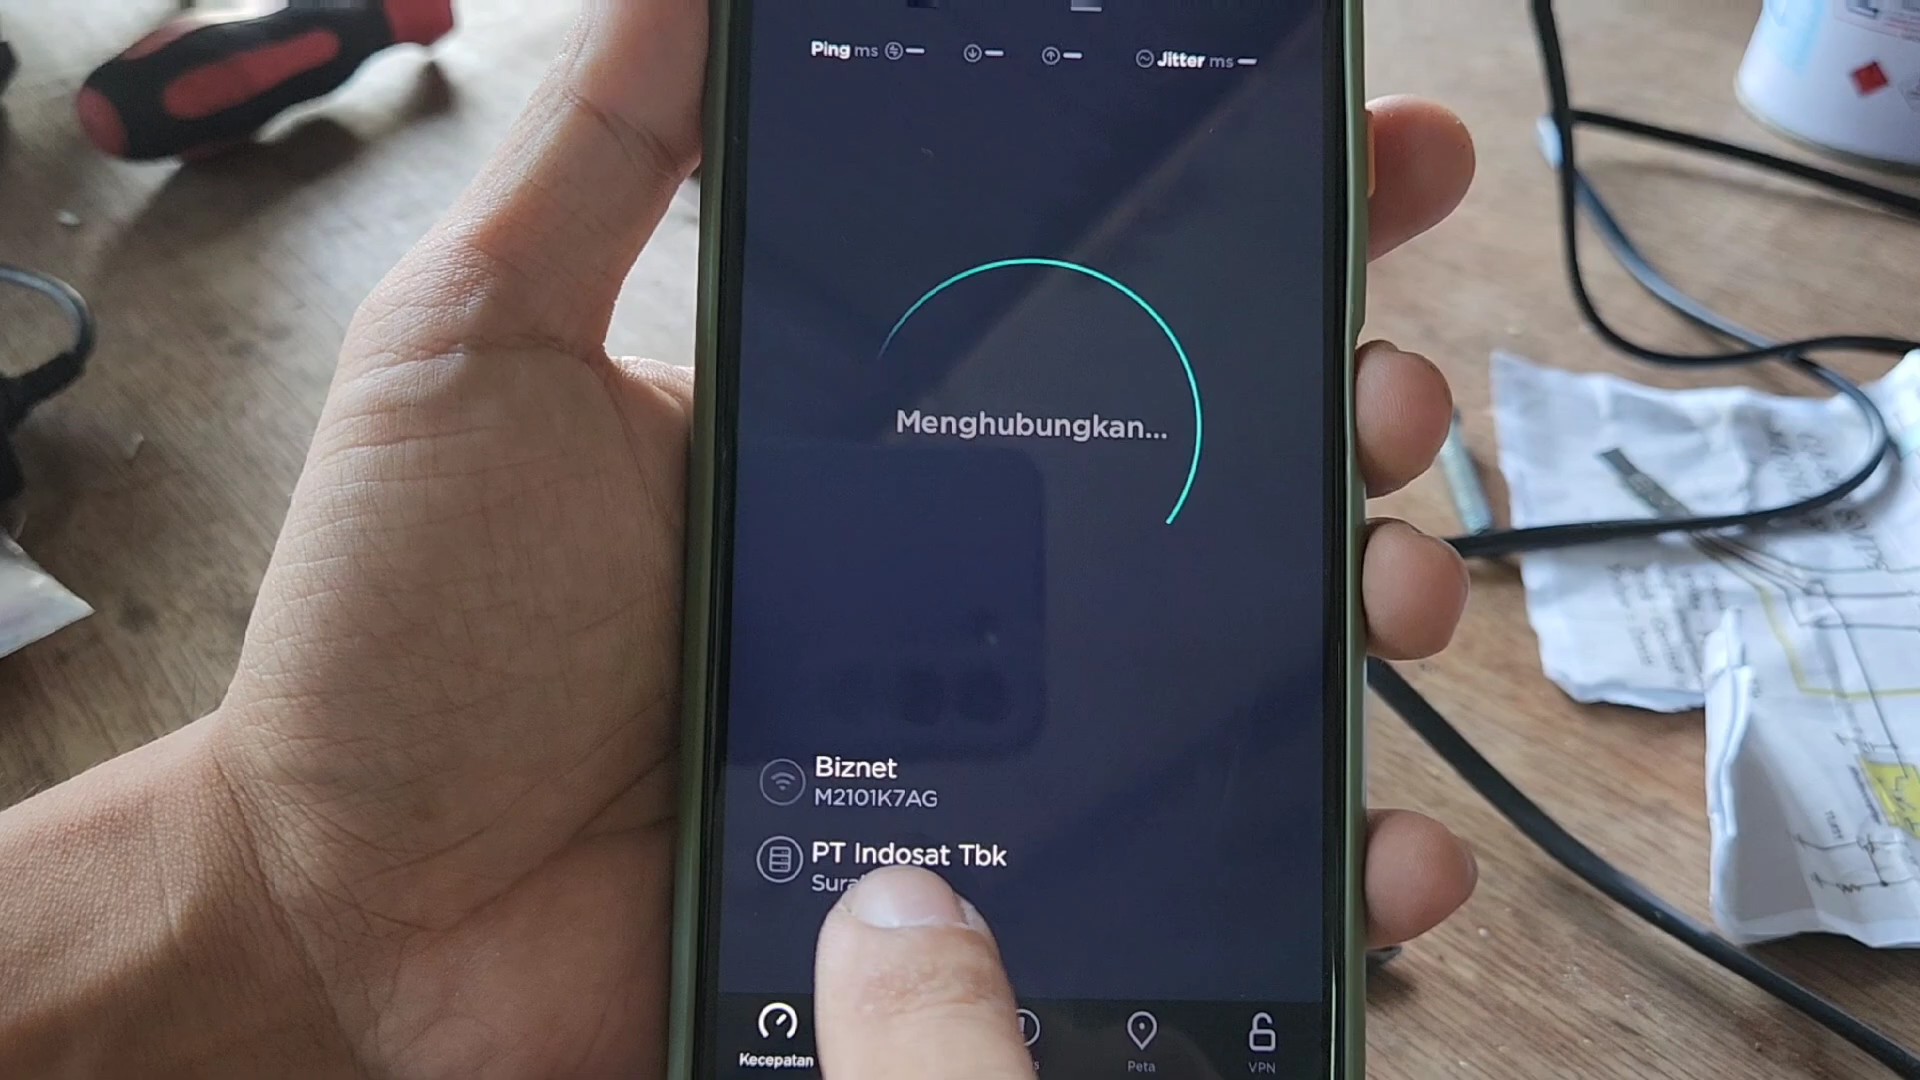 Ping ms
Jitter ms
Menghubungkan...
Biznet
M2101K7AG
PT Indosat Tbk
Kecepatan
Peta
VPN